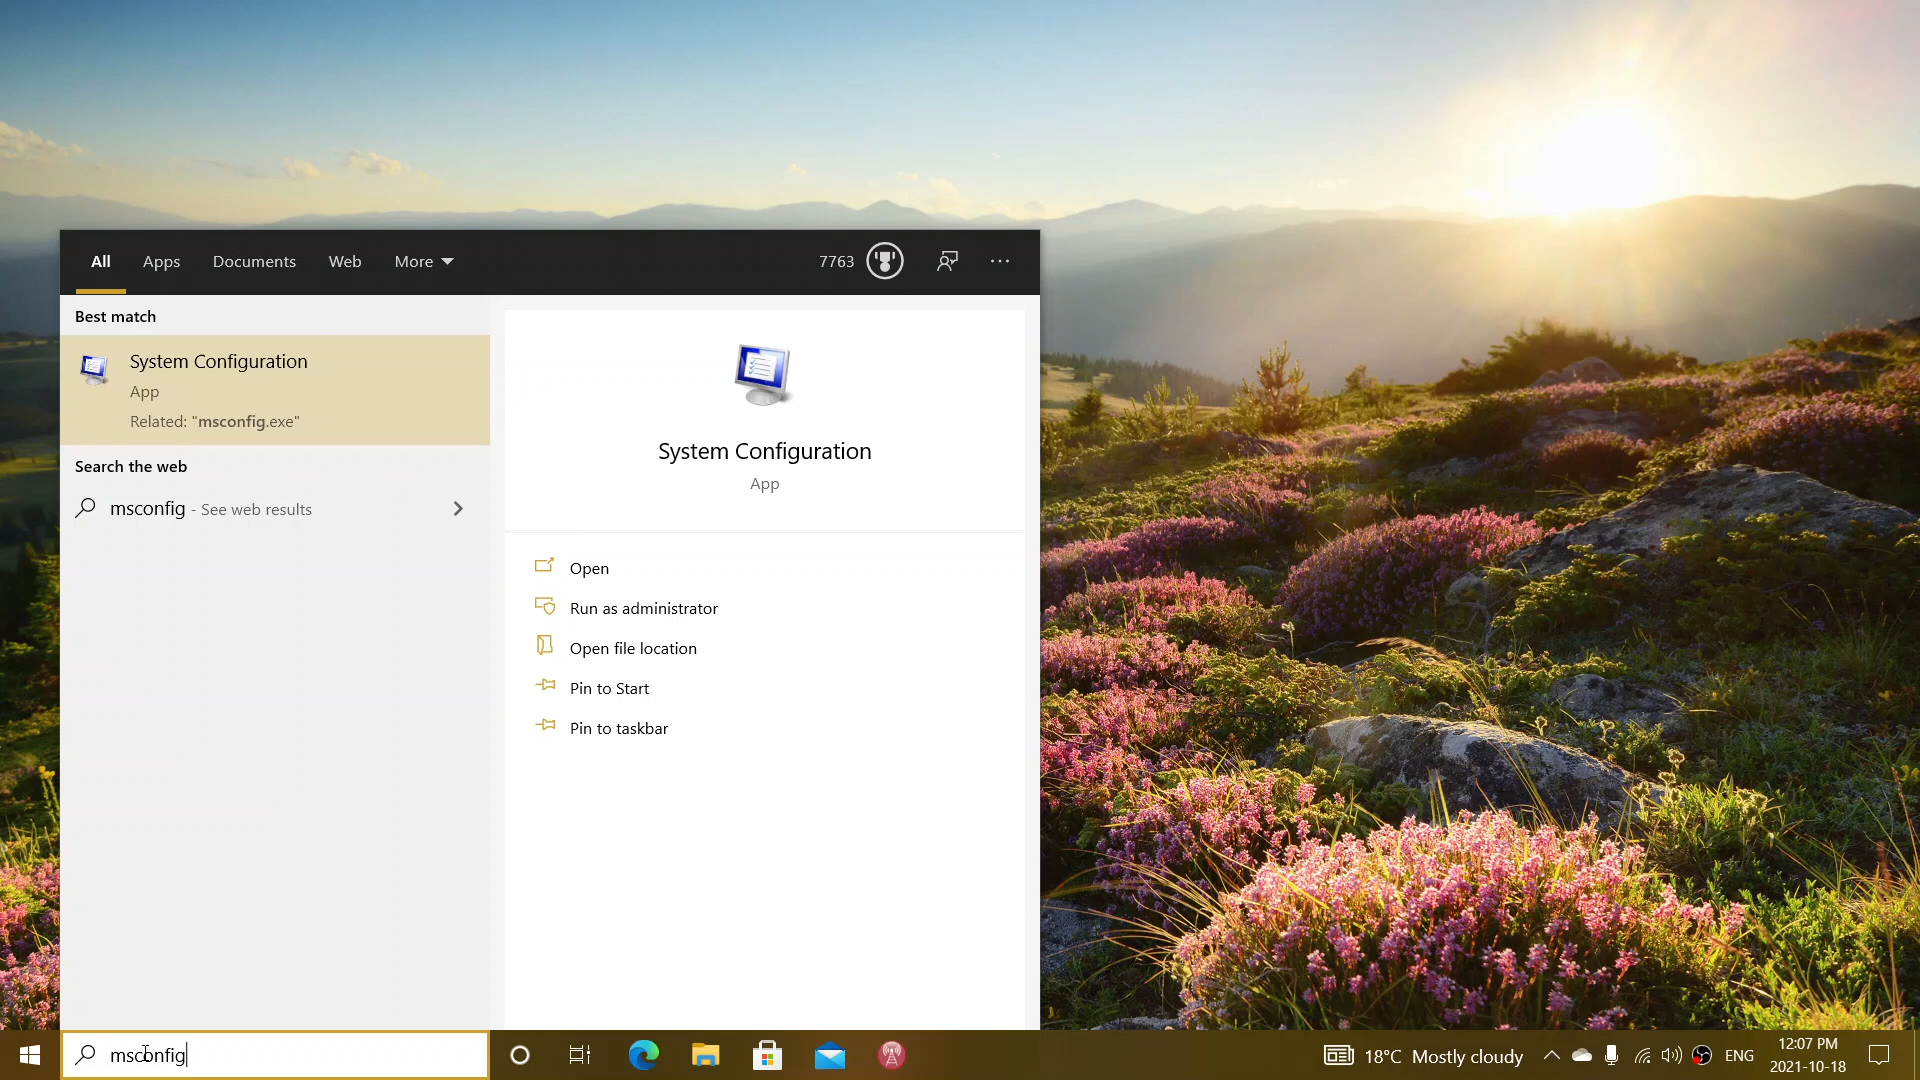 All Apps Documents Web More 7763
Best match
System Configuration
App
Related: "msconfig.exe"
Search the web
msconfig - See web results
System Configuration
App
Open
Run as administrator
Open file location
Pin to Start
Pin to taskbar
msconfig
18°C Mostly cloudy
ENG
12:07 PM
2021-10-18